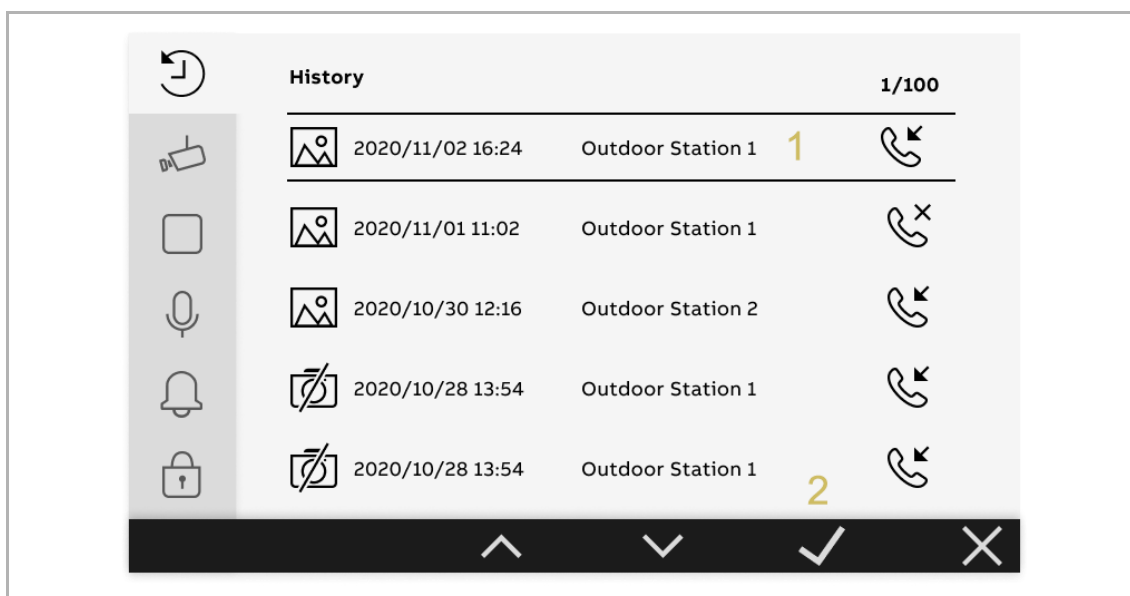 History 1/100
2020/11/02 16:24 Outdoor Station 1 1
2020/11/01 11:02 Outdoor Station 1
2020/10/30 12:16 Outdoor Station 2
2020/10/28 13:54 Outdoor Station 1
2020/10/28 13:54 Outdoor Station 1
2